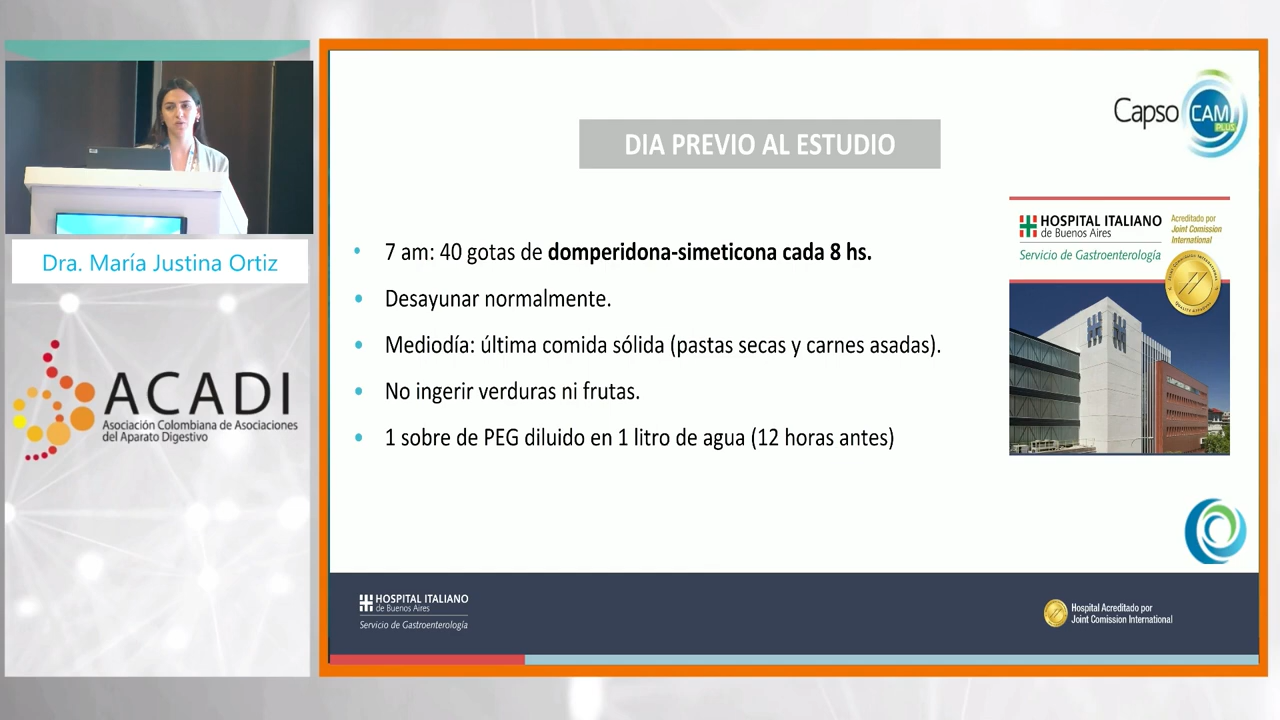 Dra. María Justina Ortiz
ACADI
Asociación Colombiana de Asociaciones
del Aparato Digestivo
Capso CAM
PLUS
DIA PREVIO AL ESTUDIO
• 7 am: 40 gotas de domperidona-simeticona cada 8 hs.
• Desayunar normalmente.
• Mediodía: última comida sólida (pastas secas y carnes asadas).
• No ingerir verduras ni frutas.
• 1 sobre de PEG diluido en 1 litro de agua (12 horas antes)
HOSPITAL ITALIANO
de Buenos Aires
Servicio de Gastroenterología
Acreditado por
Joint Comission
International
HOSPITAL ITALIANO
de Buenos Aires
Servicio de Gastroenterología
Hospital Acreditado por
Joint Comission International